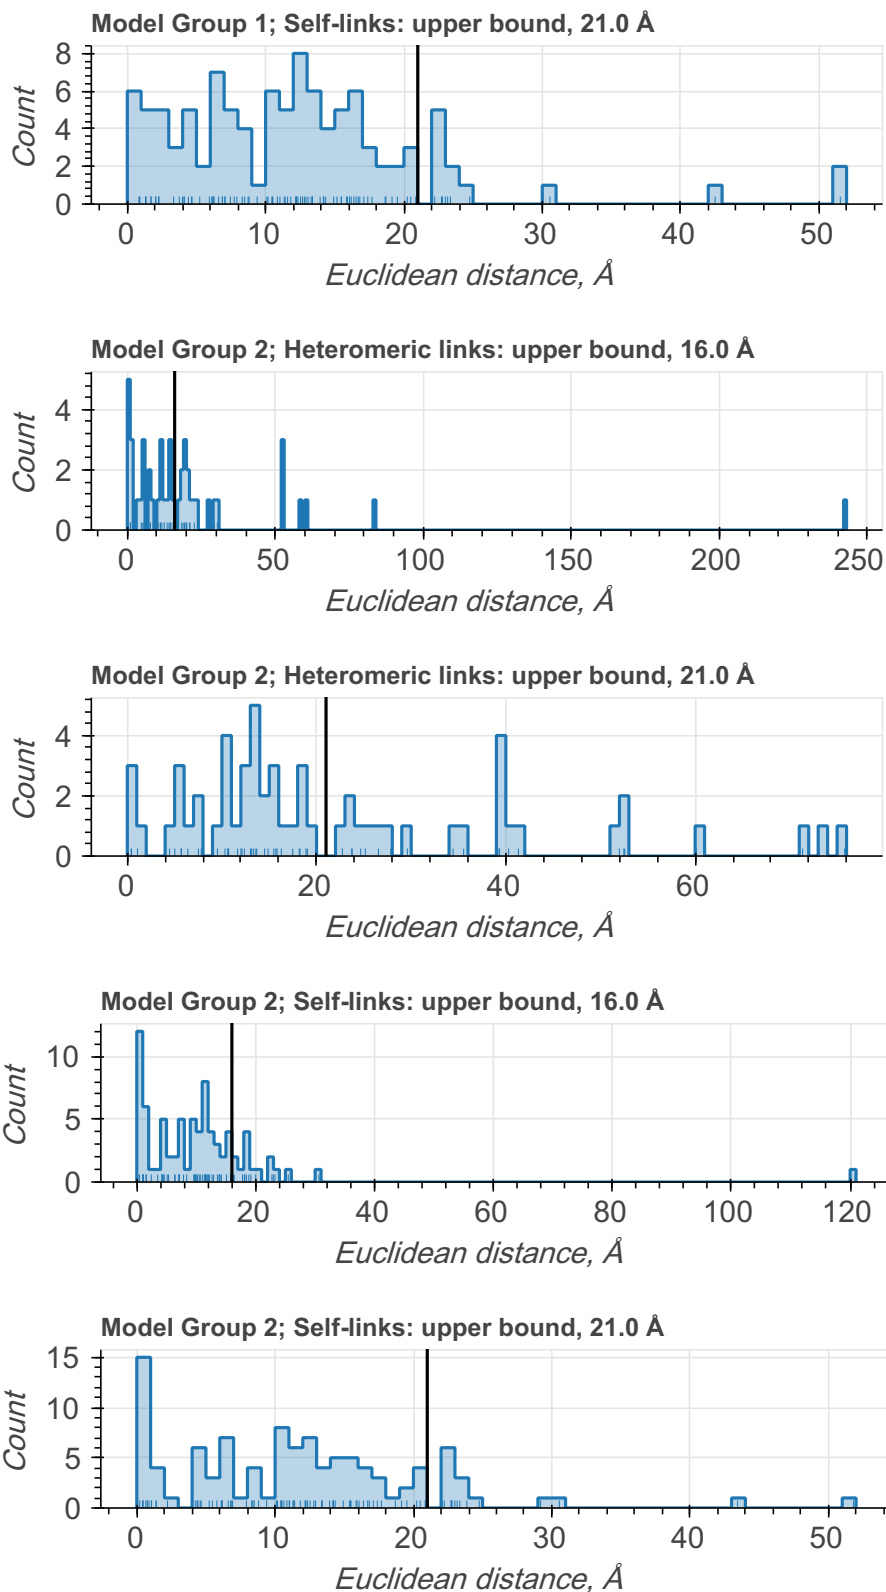 Model Group 1; Self-links: upper bound, 21.0 Å
Count
8
6
4
2
0
0 10 20 30 40 50
Euclidean distance, Å
Model Group 2; Heteromeric links: upper bound, 16.0 Å
Count
4
2
0
0 50 100 150 200 250
Euclidean distance, Å
Model Group 2; Heteromeric links: upper bound, 21.0 Å
Count
4
2
0
0 20 40 60
Euclidean distance, Å
Model Group 2; Self-links: upper bound, 16.0 Å
Count
10
5
0
0 20 40 60 80 100 120
Euclidean distance, Å
Model Group 2; Self-links: upper bound, 21.0 Å
Count
15
10
5
0
0 10 20 30 40 50
Euclidean distance, Å